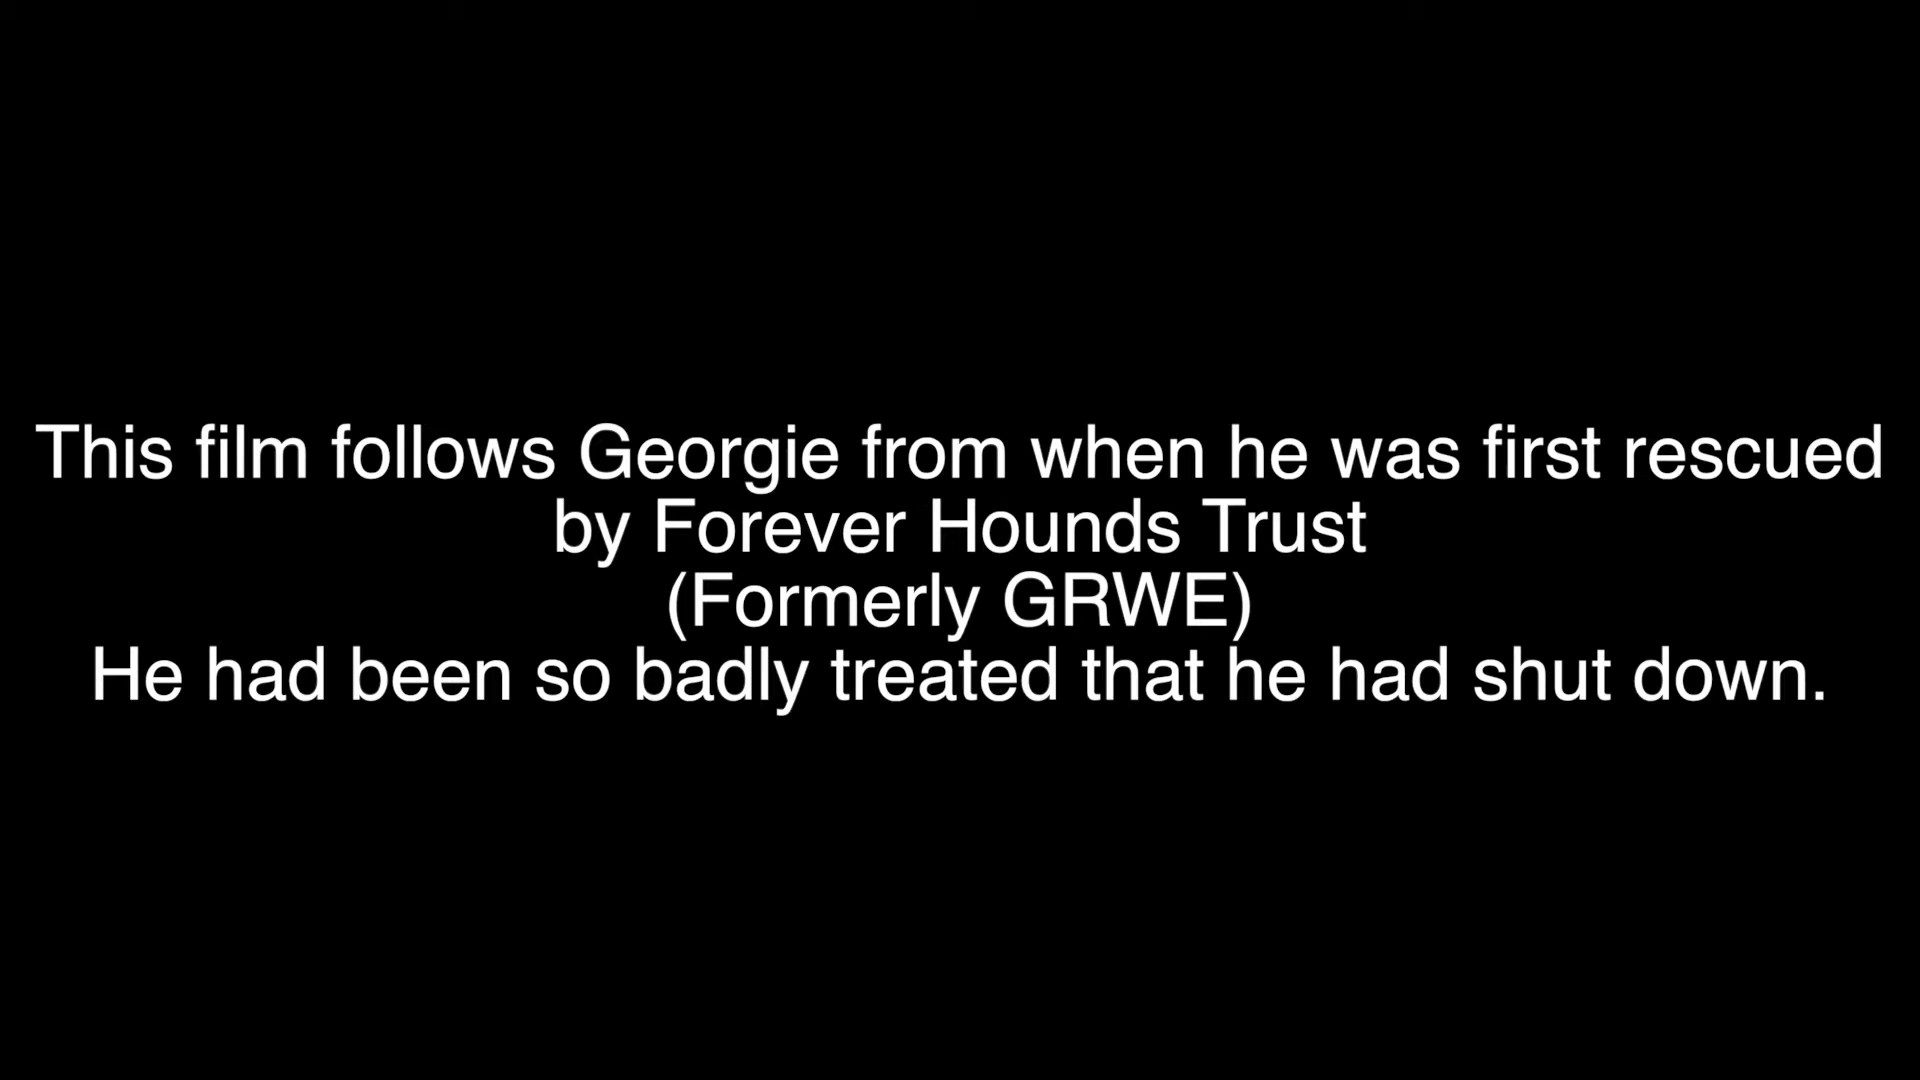 This film follows Georgie from when he was first rescued
by Forever Hounds Trust
(Formerly GRWE)
He had been so badly treated that he had shut down.